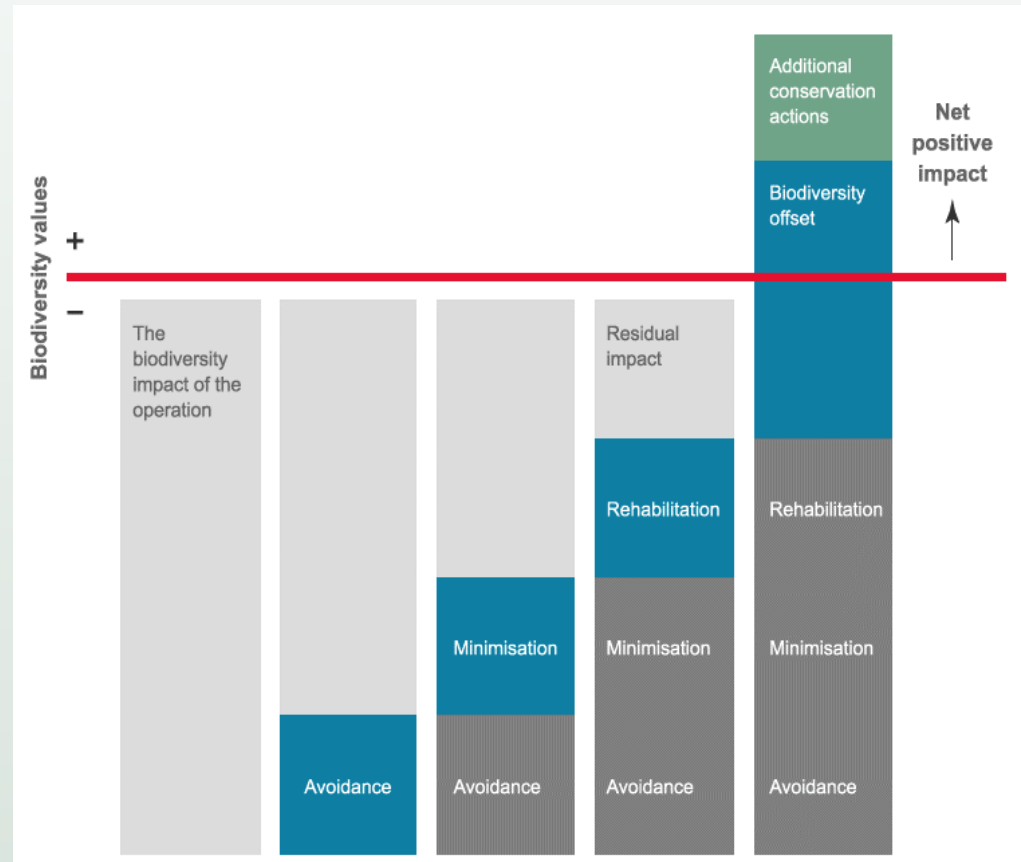 Biodiversity values
+
−
Additional
conservation
actions
Net
positive
impact
Biodiversity
offset
The
biodiversity
impact of the
operation
Residual
impact
Rehabilitation
Rehabilitation
Minimisation
Minimisation
Minimisation
Avoidance
Avoidance
Avoidance
Avoidance